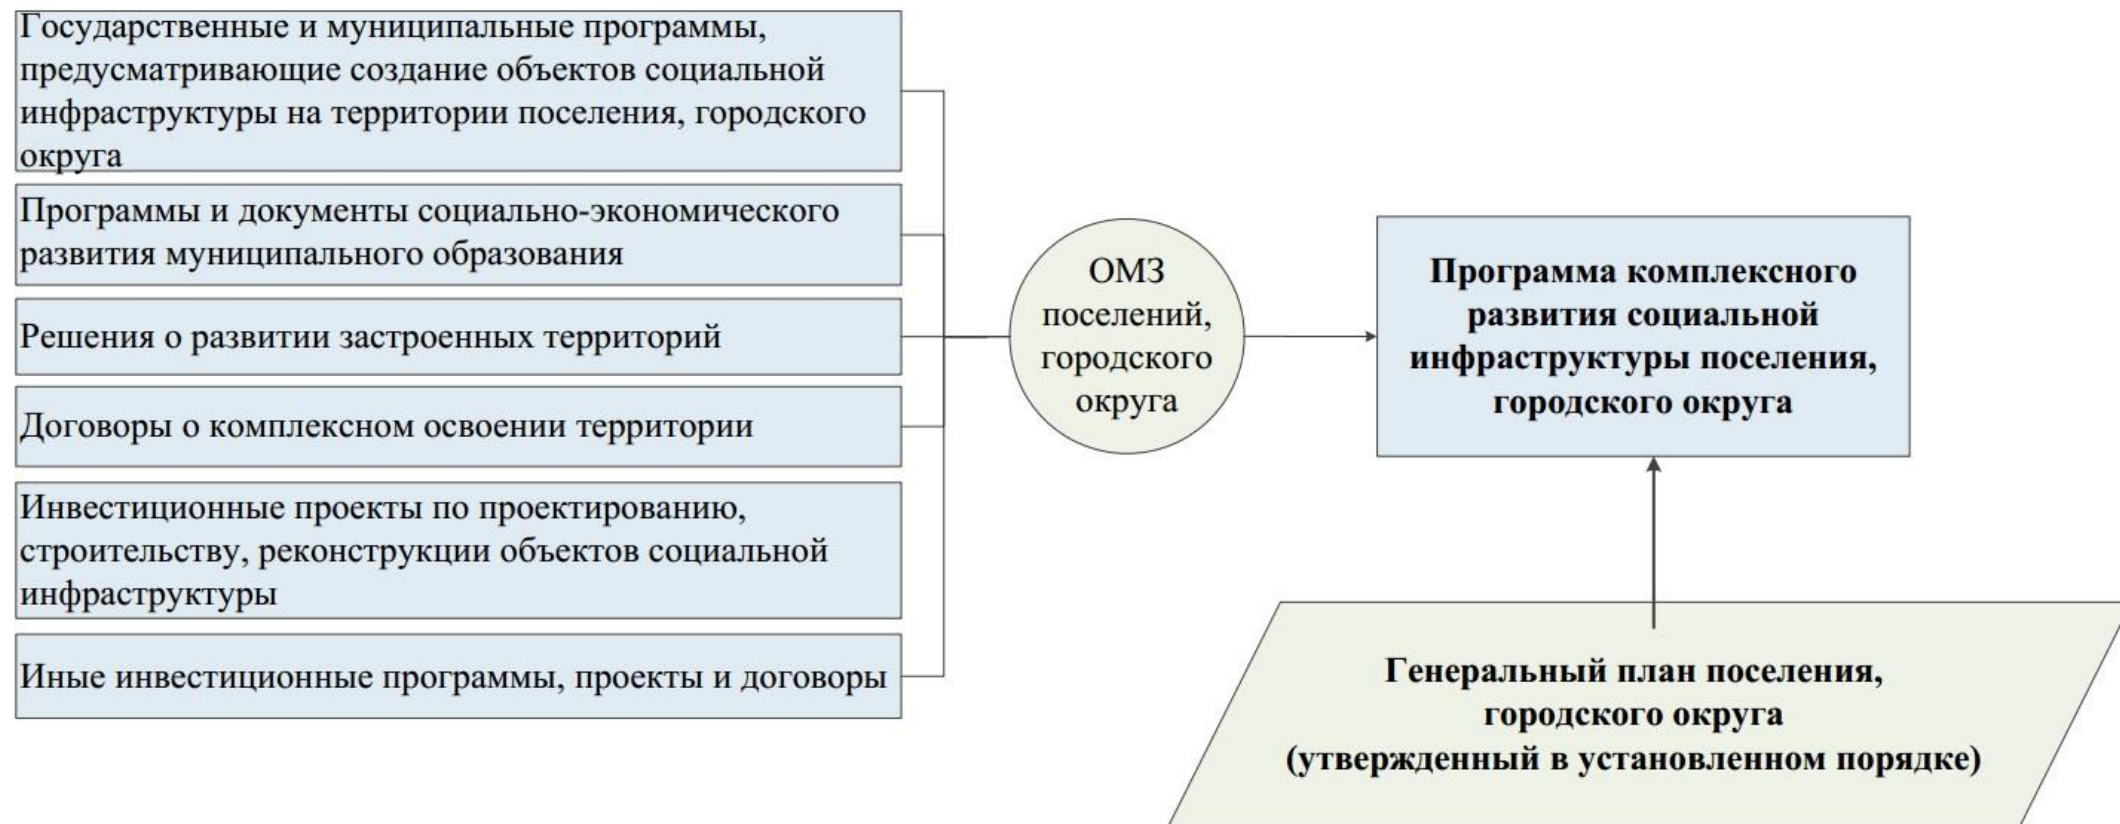 Государственные и муниципальные программы,
предусматривающие создание объектов социальной
инфраструктуры на территории поселения, городского
округа
Программы и документы социально-экономического
развития муниципального образования
Решения о развитии застроенных территорий
Договоры о комплексном освоении территории
Инвестиционные проекты по проектированию,
строительству, реконструкции объектов социальной
инфраструктуры
Иные инвестиционные программы, проекты и договоры
ОМЗ
поселений,
городского
округа
Программа комплексного
развития социальной
инфраструктуры поселения,
городского округа
Генеральный план поселения,
городского округа
(утвержденный в установленном порядке)